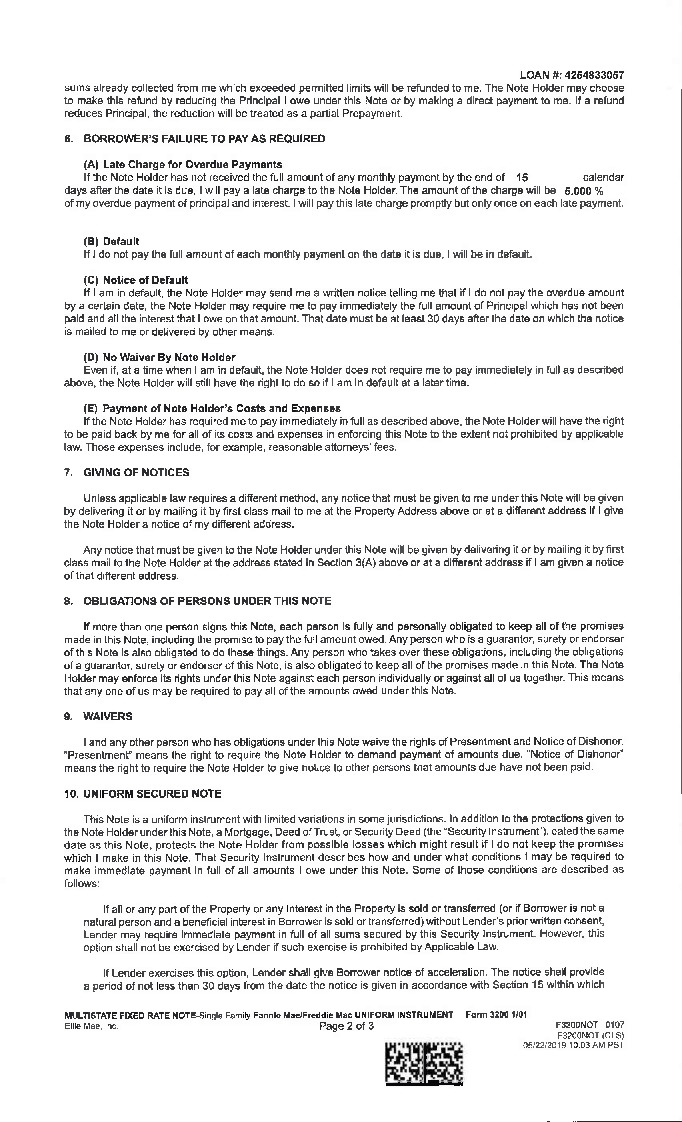 LOAN #: 4254833057
sums already collected from me which exceeded permitted limits will be refunded to me. The Note Holder may choose
to make this refund by reducing the Principal I owe under this Note or by making a direct payment to me. If a refund
reduces Principal, the reduction will be treated as a partial Prepayment.
6. BORROWER'S FAILURE TO PAY AS REQUIRED
(A) Late Charge for Overdue Payments
If the Note Holder has not received the full amount of any monthly payment by the end of 15 calendar
days after the date it is due, I will pay a late charge to the Note Holder. The amount of the charge will be 5.000 %
of my overdue payment of principal and interest. I will pay this late charge promptly but only once on each late payment.
(B) Default
If I do not pay the full amount of each monthly payment on the date it is due, I will be in default.
(C) Notice of Default
If I am in default, the Note Holder may send me a written notice telling me that if I do not pay the overdue amount
by a certain date, the Note Holder may require me to pay immediately the full amount of Principal which has not been
paid and all the interest that I owe on that amount. That date must be at least 30 days after the date on which the notice
is mailed to me or delivered by other means.
(D) No Waiver By Note Holder
Even if, at a time when I am in default, the Note Holder does not require me to pay immediately in full as described
above, the Note Holder will still have the right to do so if I am in default at a later time.
(E) Payment of Note Holder's Costs and Expenses
If the Note Holder has required me to pay immediately in full as described above, the Note Holder will have the right
to be paid back by me for all of its costs and expenses in enforcing this Note to the extent not prohibited by applicable
law. Those expenses include, for example, reasonable attorneys' fees.
7. GIVING OF NOTICES
Unless applicable law requires a different method, any notice that must be given to me under this Note will be given
by delivering it or by mailing it by first class mail to me at the Property Address above or at a different address if I give
the Note Holder a notice of my different address.
Any notice that must be given to the Note Holder under this Note will be given by delivering it or by mailing it by first
class mail to the Note Holder at the address stated in Section 3(A) above or at a different address if I am given a notice
of that different address.
8. OBLIGATIONS OF PERSONS UNDER THIS NOTE
If more than one person signs this Note, each person is fully and personally obligated to keep all of the promises
made in this Note, including the promise to pay the full amount owed. Any person who is a guarantor, surety or endorser
of this Note is also obligated to do these things. Any person who takes over these obligations, including the obligations
of a guarantor, surety or endorser of this Note, is also obligated to keep all of the promises made in this Note. The Note
Holder may enforce its rights under this Note against each person individually or against all of us together. This means
that any one of us may be required to pay all of the amounts owed under this Note.
9. WAIVERS
I and any other person who has obligations under this Note waive the rights of Presentment and Notice of Dishonor.
"Presentment" means the right to require the Note Holder to demand payment of amounts due. "Notice of Dishonor"
means the right to require the Note Holder to give notice to other persons that amounts due have not been paid.
10. UNIFORM SECURED NOTE
This Note is a uniform instrument with limited variations in some jurisdictions. In addition to the protections given to
the Note Holder under this Note, a Mortgage, Deed of Trust, or Security Deed (the "Security Instrument"), dated the same
date as this Note, protects the Note Holder from possible losses which might result if I do not keep the promises
which I make in this Note. That Security Instrument describes how and under what conditions I may be required to
make immediate payment in full of all amounts I owe under this Note. Some of those conditions are described as
follows:
If all or any part of the Property or any Interest in the Property is sold or transferred (or if Borrower is not a
natural person and a beneficial interest in Borrower is sold or transferred) without Lender's prior written consent,
Lender may require immediate payment in full of all sums secured by this Security Instrument. However, this
option shall not be exercised by Lender if such exercise is prohibited by Applicable Law.
If Lender exercises this option, Lender shall give Borrower notice of acceleration. The notice shall provide
a period of not less than 30 days from the date the notice is given in accordance with Section 15 within which
MULTISTATE FIXED RATE NOTE-Single Family Fannie Mae/Freddie Mac UNIFORM INSTRUMENT Form 3200 1/01
Ellie Mae, Inc. Page 2 of 3 F3200NOT 0107
F3200NOT (CLS)
05/22/2019 10:03 AM PST